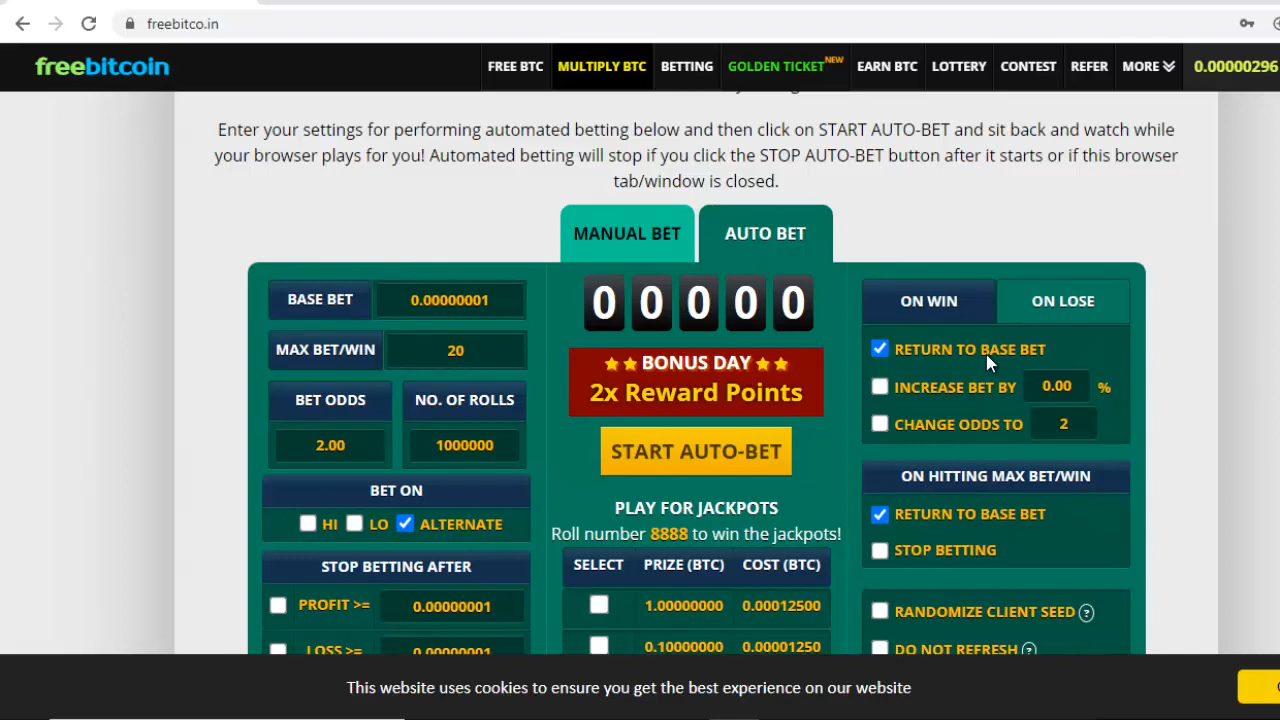 freebitco.in
freebitcoin
FREE BTC
MULTIPLY BTC
BETTING
GOLDEN TICKET NEW
EARN BTC
LOTTERY
CONTEST
REFER
MORE
0.00000296
Enter your settings for performing automated betting below and then click on START AUTO-BET and sit back and watch while
your browser plays for you! Automated betting will stop if you click the STOP AUTO-BET button after it starts or if this browser
tab/window is closed.
MANUAL BET
AUTO BET
BASE BET
0.00000001
MAX BET/WIN
20
BET ODDS
NO. OF ROLLS
2.00
1000000
BET ON
HI
LO
ALTERNATE
STOP BETTING AFTER
PROFIT >=
0.00000001
LOSS >=
0.00000001
0 0 0 0 0
BONUS DAY
2x Reward Points
START AUTO-BET
PLAY FOR JACKPOTS
Roll number 8888 to win the jackpots!
SELECT
PRIZE (BTC)
COST (BTC)
1.00000000
0.00012500
0.10000000
0.00001250
ON WIN
ON LOSE
RETURN TO BASE BET
INCREASE BET BY
0.00
%
CHANGE ODDS TO
2
ON HITTING MAX BET/WIN
RETURN TO BASE BET
STOP BETTING
RANDOMIZE CLIENT SEED ?
DO NOT REFRESH ?
This website uses cookies to ensure you get the best experience on our website